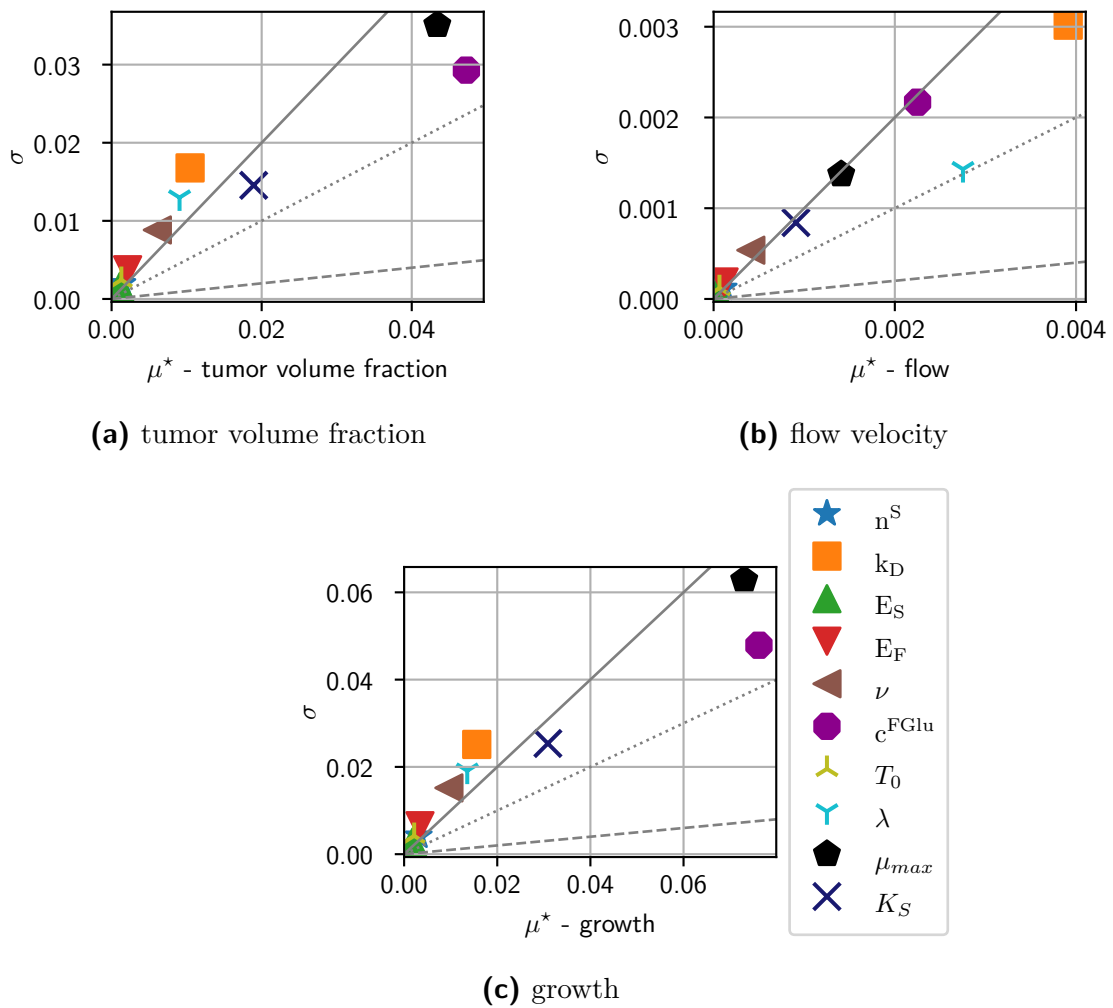 0.03
0.02
0.01
0.00
σ
0.00 0.02 0.04
μ⋆ - tumor volume fraction
(a) tumor volume fraction
0.003
0.002
0.001
0.000
σ
0.000 0.002 0.004
μ⋆ - flow
(b) flow velocity
0.06
0.04
0.02
0.00
σ
0.00 0.02 0.04 0.06
μ⋆ - growth
(c) growth
n^S
k_D
E_S
E_F
ν
c^FGlu
T_0
λ
μ_max
K_S